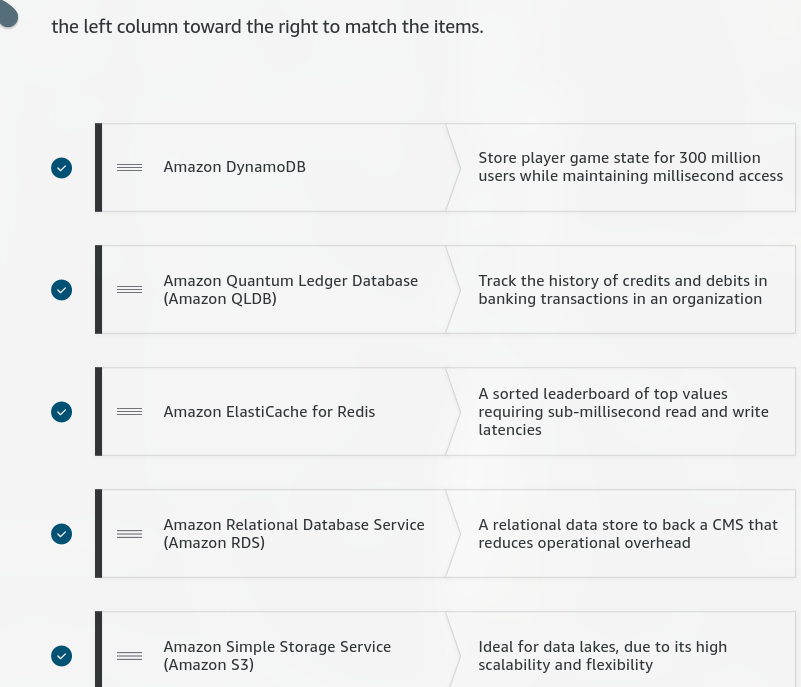 the left column toward the right to match the items.
Amazon DynamoDB
Store player game state for 300 million
users while maintaining millisecond access
Amazon Quantum Ledger Database
(Amazon QLDB)
Track the history of credits and debits in
banking transactions in an organization
Amazon ElastiCache for Redis
A sorted leaderboard of top values
requiring sub-millisecond read and write
latencies
Amazon Relational Database Service
(Amazon RDS)
A relational data store to back a CMS that
reduces operational overhead
Amazon Simple Storage Service
(Amazon S3)
Ideal for data lakes, due to its high
scalability and flexibility